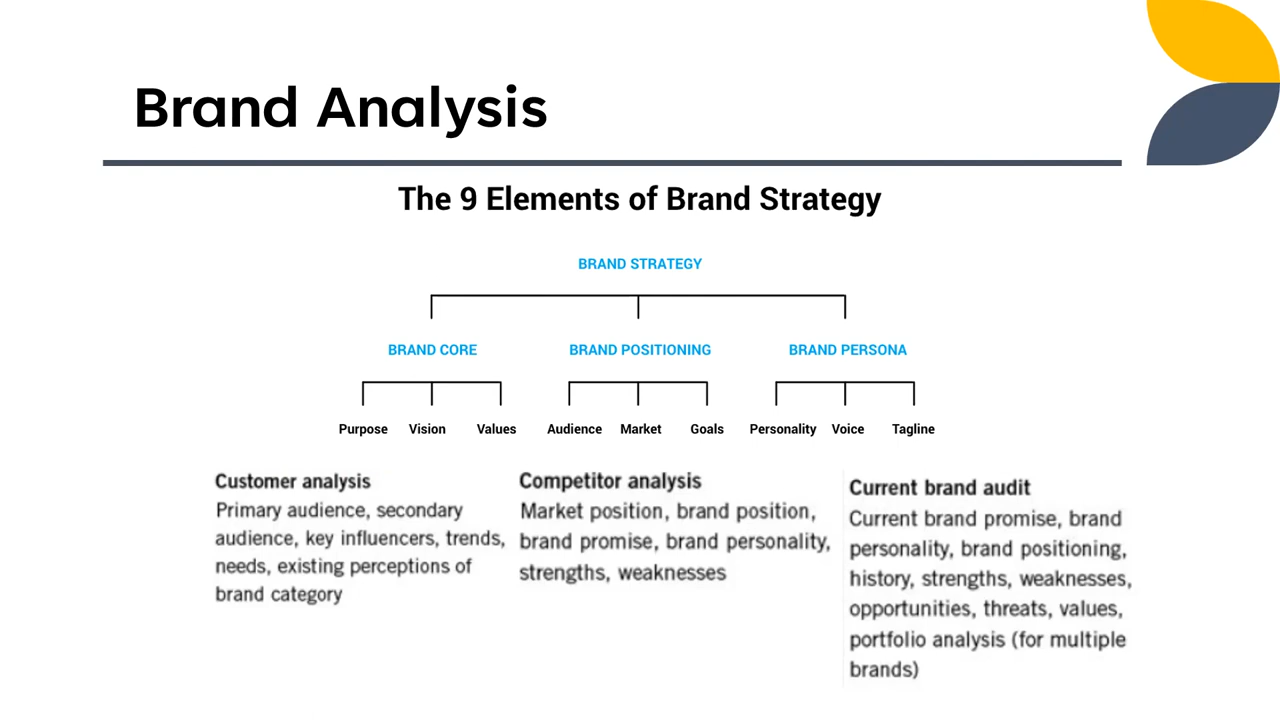 Brand Analysis
The 9 Elements of Brand Strategy
BRAND STRATEGY
BRAND CORE
BRAND POSITIONING
BRAND PERSONA
Purpose
Vision
Values
Audience
Market
Goals
Personality
Voice
Tagline
Customer analysis
Primary audience, secondary
audience, key influencers, trends,
needs, existing perceptions of
brand category
Competitor analysis
Market position, brand position,
brand promise, brand personality,
strengths, weaknesses
Current brand audit
Current brand promise, brand
personality, brand positioning,
history, strengths, weaknesses,
opportunities, threats, values,
portfolio analysis (for multiple
brands)